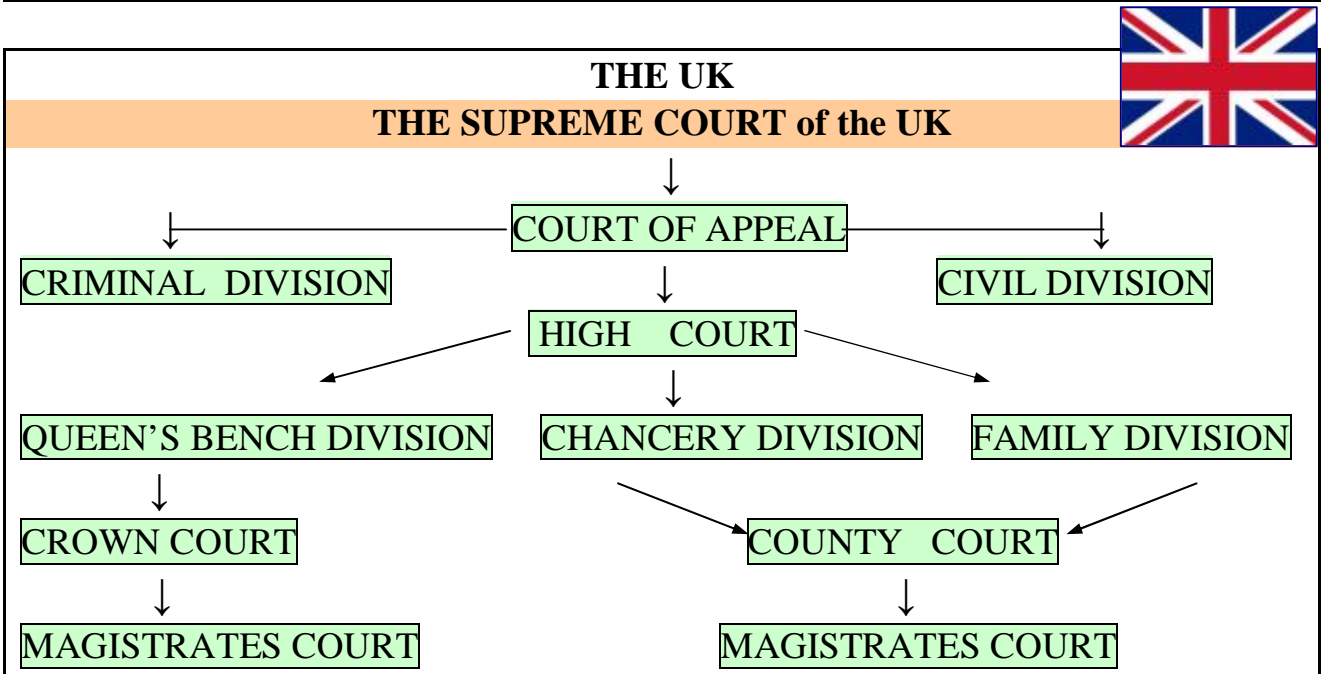 THE UK
THE SUPREME COURT of the UK
COURT OF APPEAL
CRIMINAL DIVISION
CIVIL DIVISION
HIGH COURT
QUEEN'S BENCH DIVISION
CHANCERY DIVISION
FAMILY DIVISION
CROWN COURT
COUNTY COURT
MAGISTRATES COURT
MAGISTRATES COURT